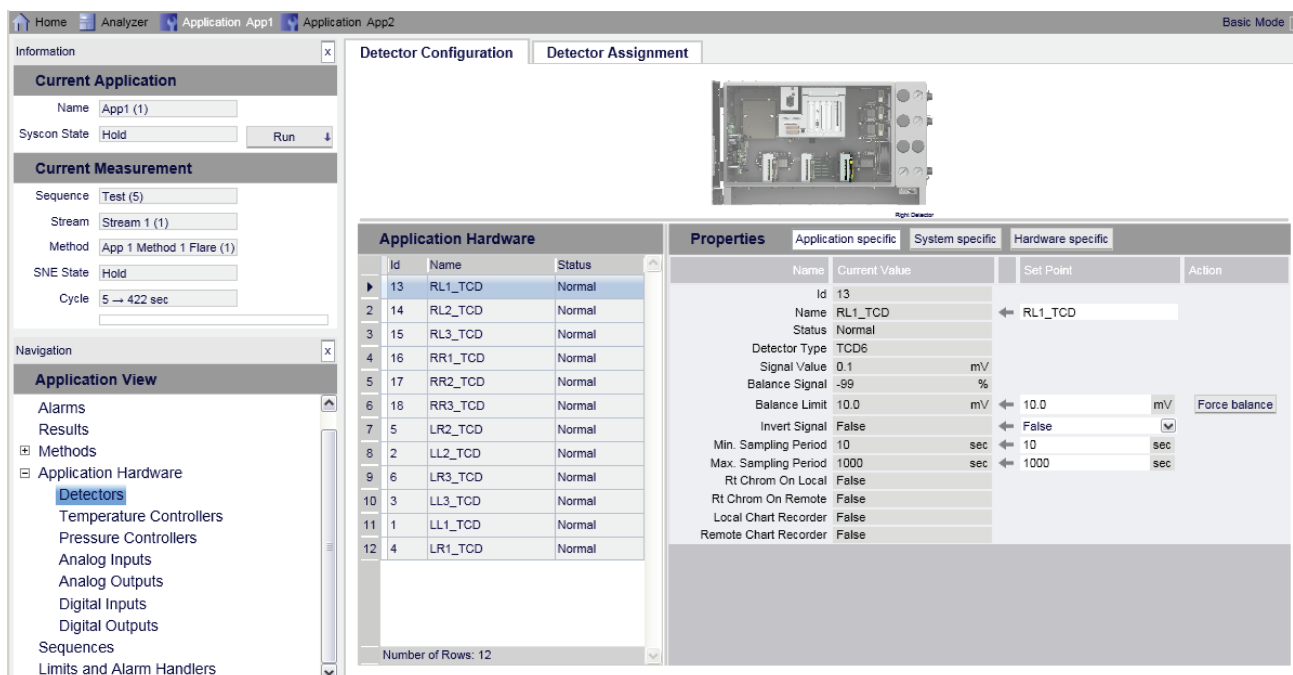 Home Analyzer Application App1 Application App2 Basic Mode
Information x
Current Application
Name App1 (1)
Syscon State Hold Run
Current Measurement
Sequence Test (5)
Stream Stream 1 (1)
Method App 1 Method 1 Flare (1)
SNE State Hold
Cycle 5 → 422 sec
Navigation x
Application View
Alarms
Results
Methods
Application Hardware
Detectors
Temperature Controllers
Pressure Controllers
Analog Inputs
Analog Outputs
Digital Inputs
Digital Outputs
Sequences
Limits and Alarm Handlers
Detector Configuration Detector Assignment
Right Detector
Application Hardware
Id Name Status
13 RL1_TCD Normal
2 14 RL2_TCD Normal
3 15 RL3_TCD Normal
4 16 RR1_TCD Normal
5 17 RR2_TCD Normal
6 18 RR3_TCD Normal
7 5 LR2_TCD Normal
8 2 LL2_TCD Normal
9 6 LR3_TCD Normal
10 3 LL3_TCD Normal
11 1 LL1_TCD Normal
12 4 LR1_TCD Normal
Number of Rows: 12
Properties Application specific System specific Hardware specific
Name Current Value Set Point Action
Id 13
Name RL1_TCD RL1_TCD
Status Normal
Detector Type TCD6
Signal Value 0.1 mV
Balance Signal -99 %
Balance Limit 10.0 mV 10.0 mV Force balance
Invert Signal False False
Min. Sampling Period 10 sec 10 sec
Max. Sampling Period 1000 sec 1000 sec
Rt Chrom On Local False
Rt Chrom On Remote False
Local Chart Recorder False
Remote Chart Recorder False